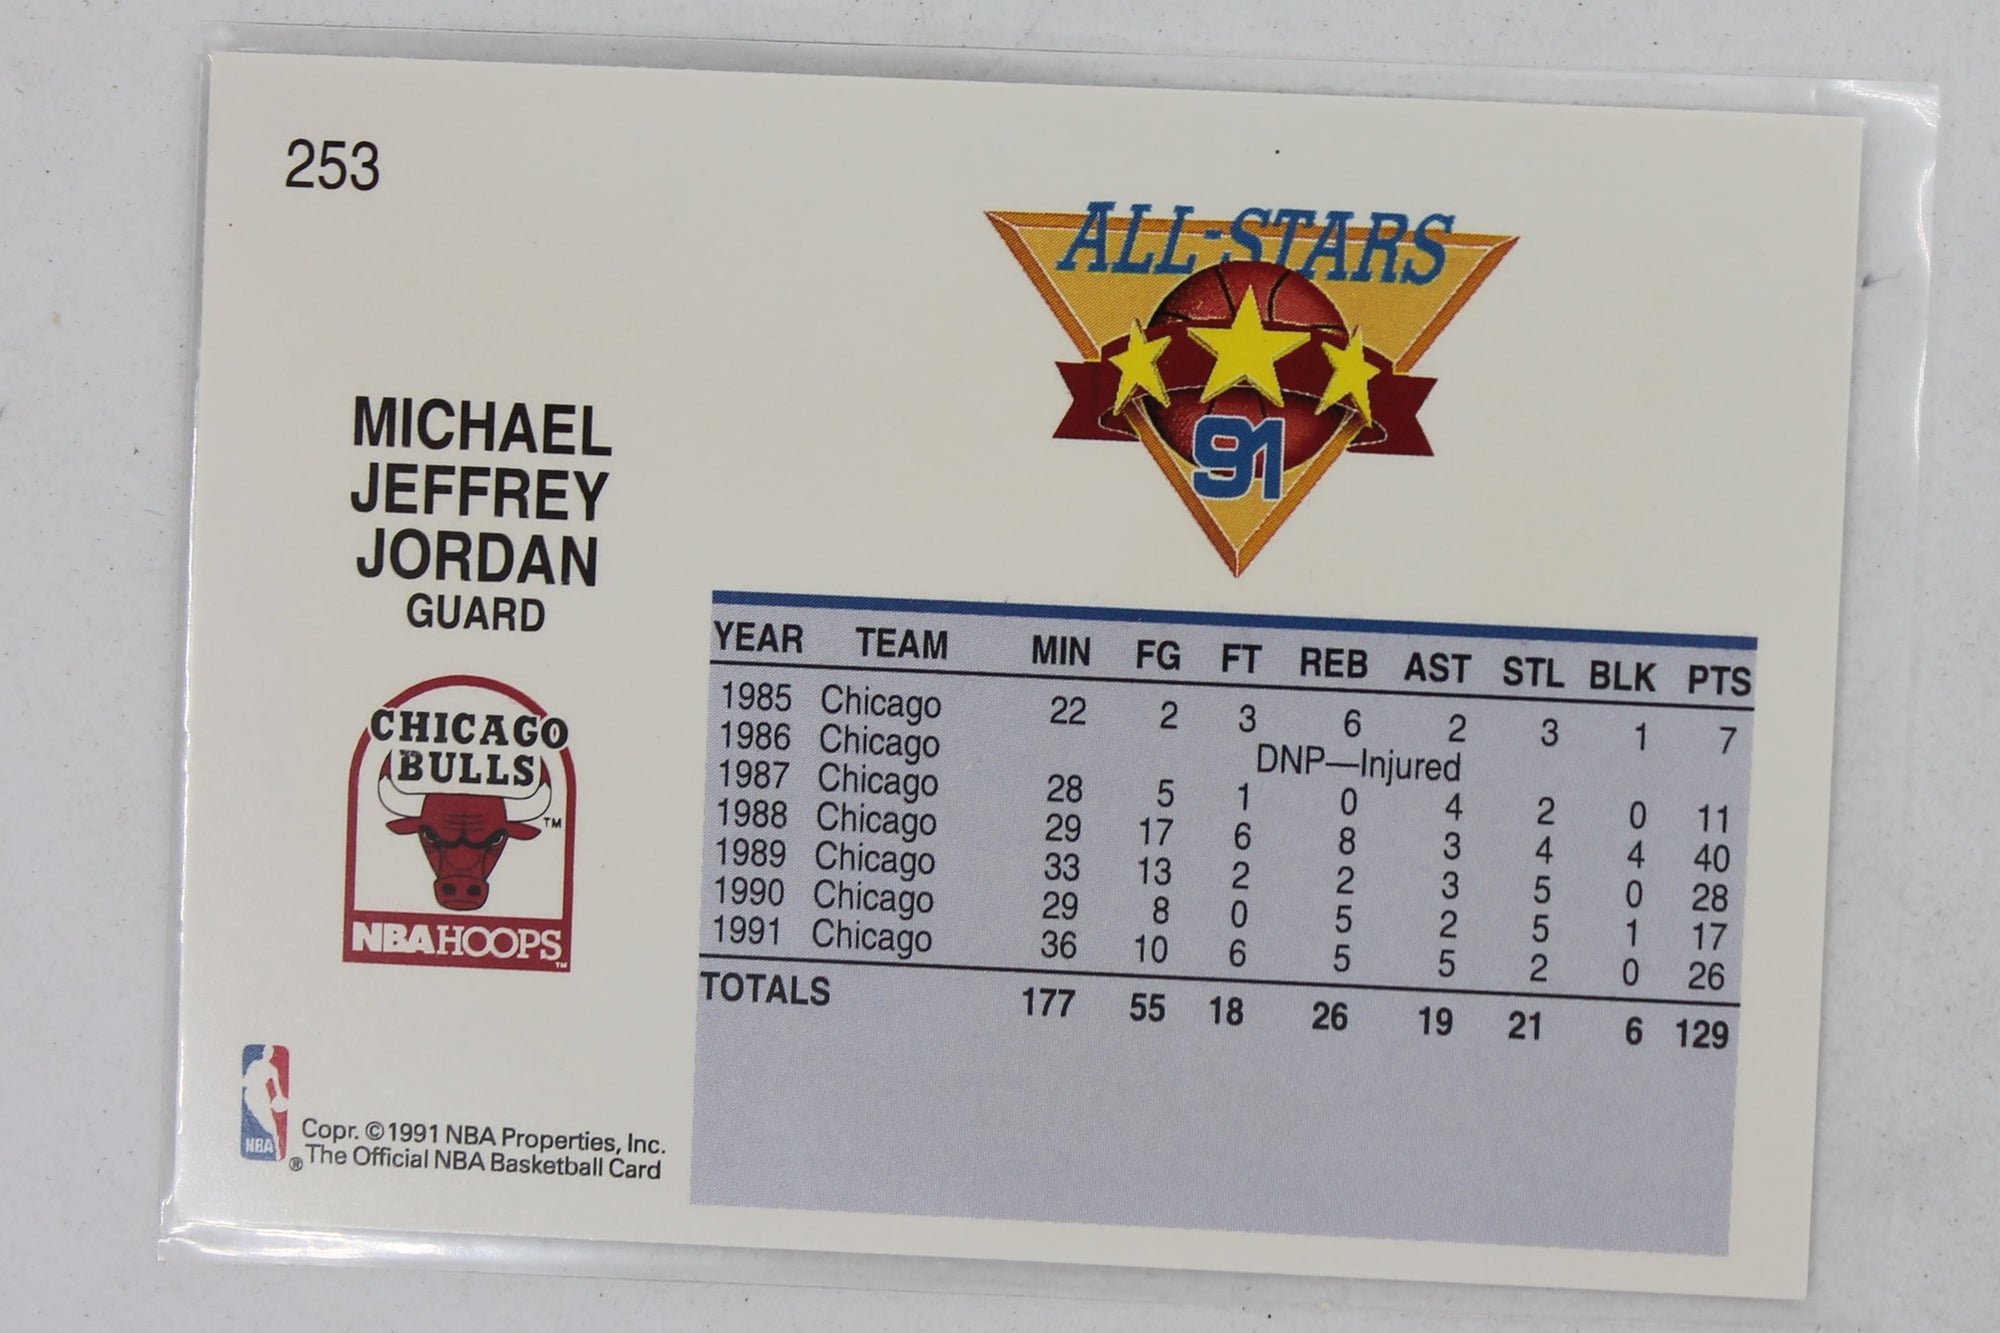 253
ALL-STARS
91
MICHAEL
JEFFREY
JORDAN
GUARD
CHICAGO
BULLS
TM
NBA HOOPS
TM
YEAR TEAM MIN FG FT REB AST STL BLK PTS
1985 Chicago 22 2 3 6 2 3 1 7
1986 Chicago DNP—Injured
1987 Chicago 28 5 1 0 4 2 0 11
1988 Chicago 29 17 6 8 3 4 4 40
1989 Chicago 33 13 2 2 3 5 0 28
1990 Chicago 29 8 0 5 2 5 1 17
1991 Chicago 36 10 6 5 5 2 0 26
TOTALS 177 55 18 26 19 21 6 129
NBA
®
Copr. ©1991 NBA Properties, Inc.
The Official NBA Basketball Card